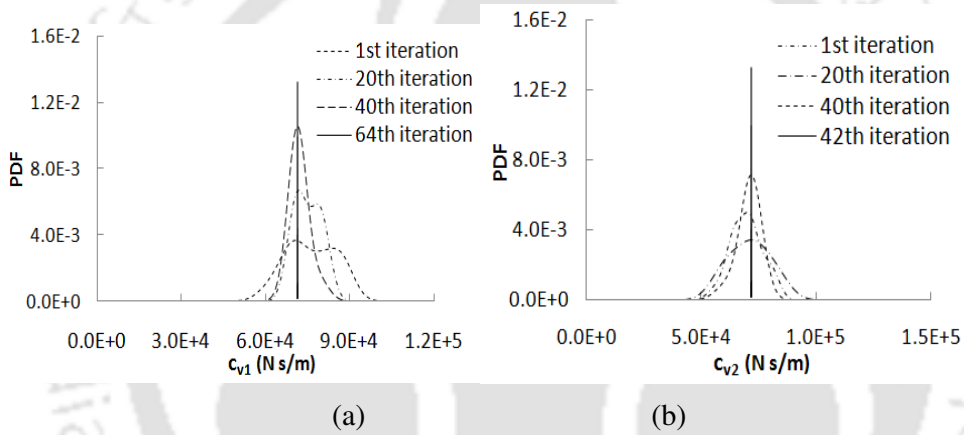 1.6E-2
1.2E-2
8.0E-3
4.0E-3
0.0E+0
PDF
1st iteration
20th iteration
40th iteration
64th iteration
0.0E+0 3.0E+4 6.0E+4 9.0E+4 1.2E+5
cv1 (N s/m)
(a)
1.6E-2
1.2E-2
8.0E-3
4.0E-3
0.0E+0
PDF
1st iteration
20th iteration
40th iteration
42th iteration
0.0E+0 5.0E+4 1.0E+5 1.5E+5
cv2 (N s/m)
(b)